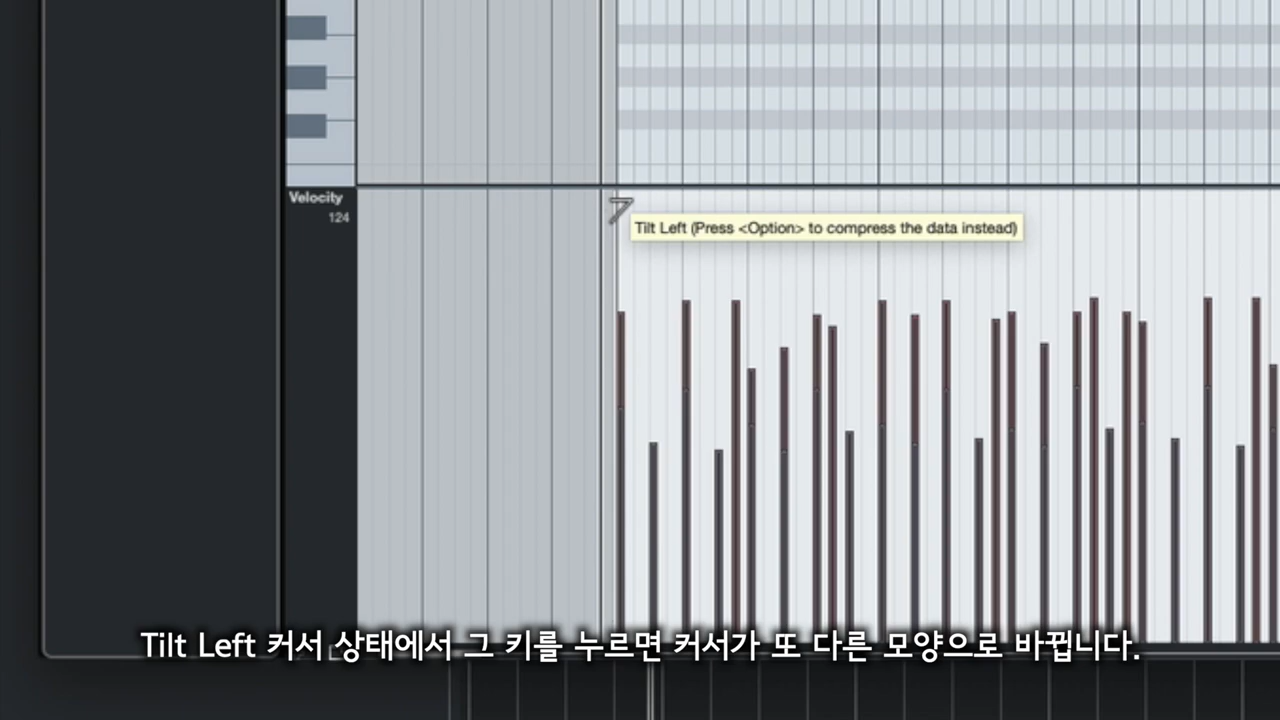 Velocity
124
Tilt Left (Press <Option> to compress the data instead)
Tilt Left 커서 상태에서 그 키를 누르면 커서가 또 다른 모양으로 바뀝니다.